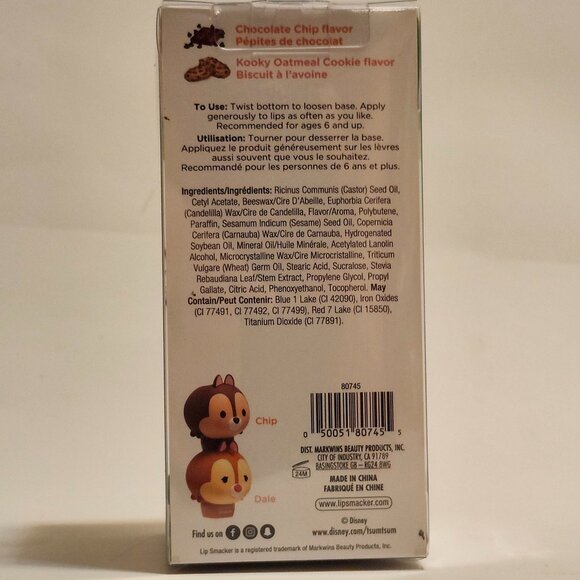 Chocolate Chip flavor
Pépites de chocolat
Kooky Oatmeal Cookie flavor
Biscuit à l'avoine
To Use: Twist bottom to loosen base. Apply
generously to lips as often as you like.
Recommended for ages 6 and up.
Utilisation: Tourner pour desserrer la base.
Appliquez le produit généreusement sur les lèvres
aussi souvent que vous le souhaitez.
Recommandé pour les personnes de 6 ans et plus.
Ingredients/Ingrédients: Ricinus Communis (Castor) Seed Oil,
Cetyl Acetate, Beeswax/Cire D'Abeille, Euphorbia Cerifera
(Candelilla) Wax/Cire de Candelilla, Flavor/Aroma, Polybutene,
Paraffin, Sesamum Indicum (Sesame) Seed Oil, Copernicia
Cerifera (Carnauba) Wax/Cire de Carnauba, Hydrogenated
Soybean Oil, Mineral Oil/Huile Minérale, Acetylated Lanolin
Alcohol, Microcrystalline Wax/Cire Microcristalline, Triticum
Vulgare (Wheat) Germ Oil, Stearic Acid, Sucralose, Stevia
Rebaudiana Leaf/Stem Extract, Propylene Glycol, Propyl
Gallate, Citric Acid, Phenoxyethanol, Tocopherol. May
Contain/Peut Contenir: Blue 1 Lake (CI 42090), Iron Oxides
(CI 77491, CI 77492, CI 77499), Red 7 Lake (CI 15850),
Titanium Dioxide (CI 77891).
Chip
Dale
80745
0 50051 80745 5
DIST. MARKWINS BEAUTY PRODUCTS, INC.
CITY OF INDUSTRY, CA 91789
BASINGSTOKE GB - RG24 8WG
24M
MADE IN CHINA
FABRIQUÉ EN CHINE
www.lipsmacker.com
© Disney
www.disney.com/tsumtsum
Find us on
Lip Smacker is a registered trademark of Markwins Beauty Products, Inc.